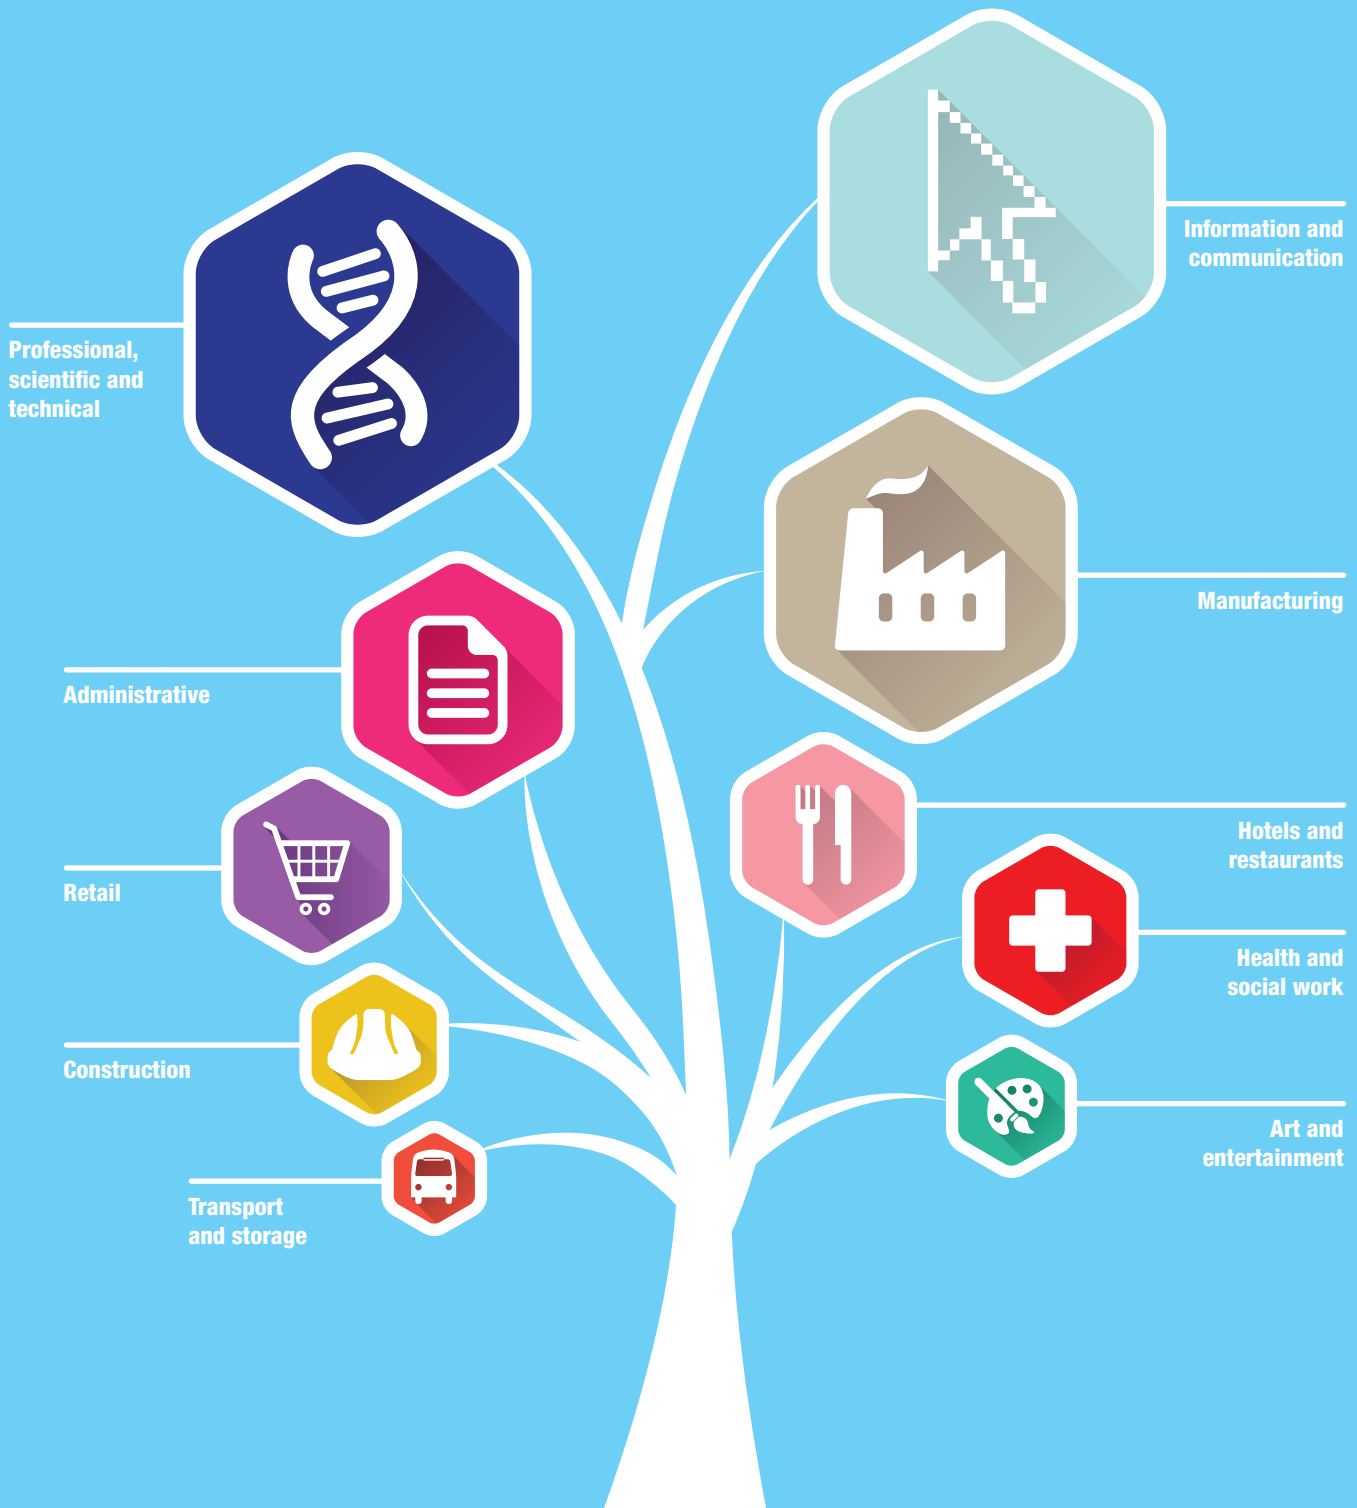 Information and
communication
Professional,
scientific and
technical
Manufacturing
Administrative
Hotels and
restaurants
Retail
Health and
social work
Construction
Art and
entertainment
Transport
and storage